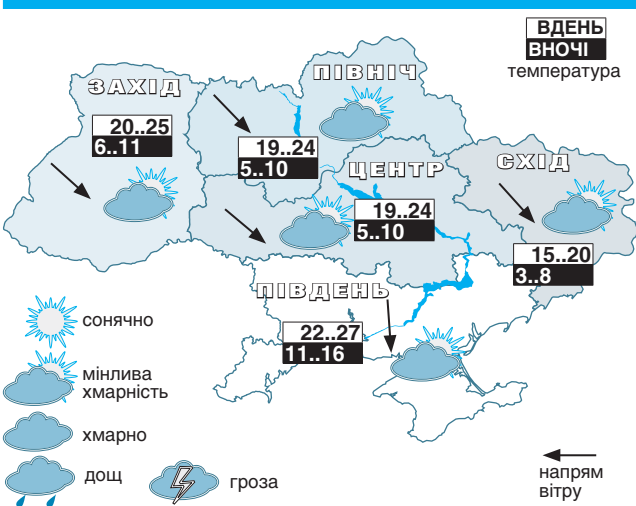 ВДЕНЬ
ВНОЧІ
температура
ПІВНІЧ
ЗАХІД
20..25
6..11
19..24
5..10
ЦЕНТР
СХІД
19..24
5..10
15..20
3..8
ПІВДЕНЬ
22..27
11..16
сонячно
мінлива
хмарність
хмарно
дощ
гроза
напрям
вітру